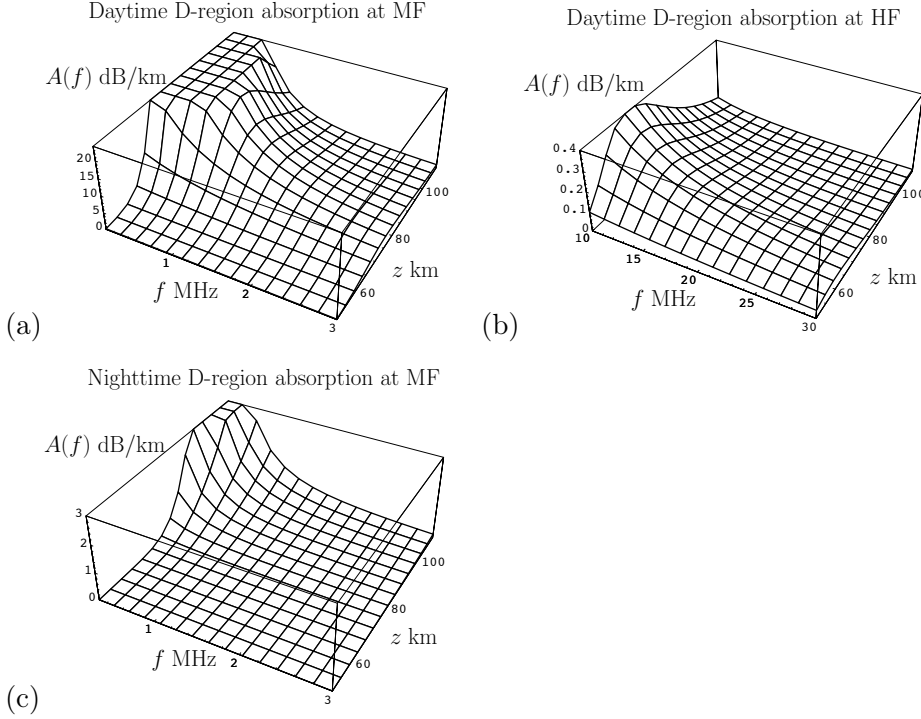 Daytime D-region absorption at MF
A(f) dB/km
20
15
10
5
0
1
2
3
f MHz
60
80
100
z km
(a)
Daytime D-region absorption at HF
A(f) dB/km
0.4
0.3
0.2
0.1
0
10
15
20
25
30
f MHz
60
80
100
z km
(b)
Nighttime D-region absorption at MF
A(f) dB/km
3
2
1
0
1
2
3
f MHz
60
80
100
z km
(c)